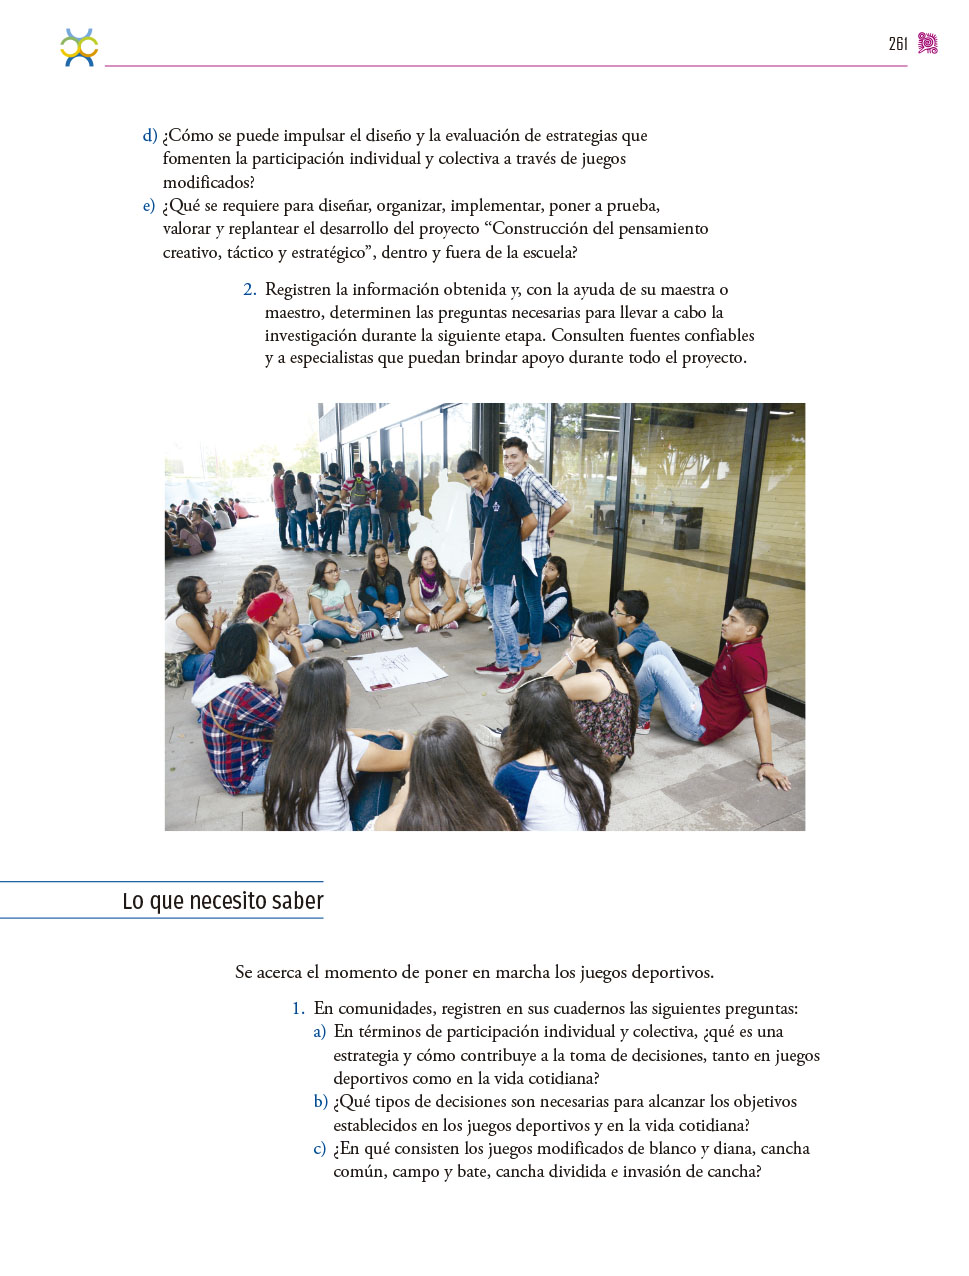 261
d) ¿Cómo se puede impulsar el diseño y la evaluación de estrategias que
fomenten la participación individual y colectiva a través de juegos
modificados?
e) ¿Qué se requiere para diseñar, organizar, implementar, poner a prueba,
valorar y replantear el desarrollo del proyecto “Construcción del pensamiento
creativo, táctico y estratégico”, dentro y fuera de la escuela?
2. Registren la información obtenida y, con la ayuda de su maestra o
maestro, determinen las preguntas necesarias para llevar a cabo la
investigación durante la siguiente etapa. Consulten fuentes confiables
y a especialistas que puedan brindar apoyo durante todo el proyecto.
Lo que necesito saber
Se acerca el momento de poner en marcha los juegos deportivos.
1. En comunidades, registren en sus cuadernos las siguientes preguntas:
a) En términos de participación individual y colectiva, ¿qué es una
estrategia y cómo contribuye a la toma de decisiones, tanto en juegos
deportivos como en la vida cotidiana?
b) ¿Qué tipos de decisiones son necesarias para alcanzar los objetivos
establecidos en los juegos deportivos y en la vida cotidiana?
c) ¿En qué consisten los juegos modificados de blanco y diana, cancha
común, campo y bate, cancha dividida e invasión de cancha?